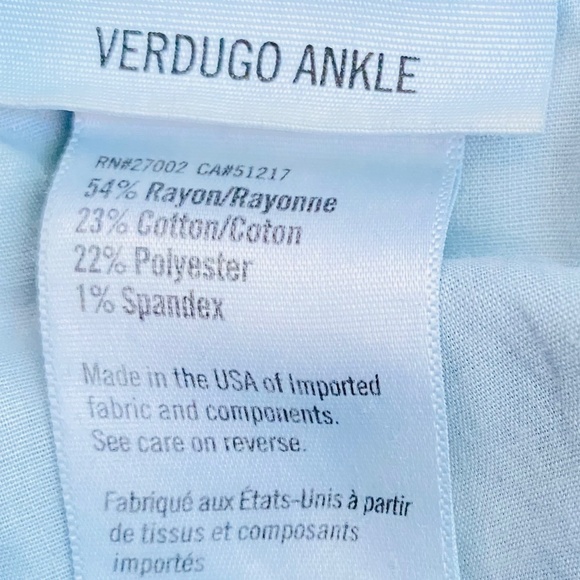 VERDUGO ANKLE
RN#27002 CA#51217
54% Rayon/Rayonne
23% Cotton/Coton
22% Polyester
1% Spandex
Made in the USA of Imported
fabric and components.
See care on reverse.
Fabriqué aux États-Unis à partir
de tissus et composants
importés